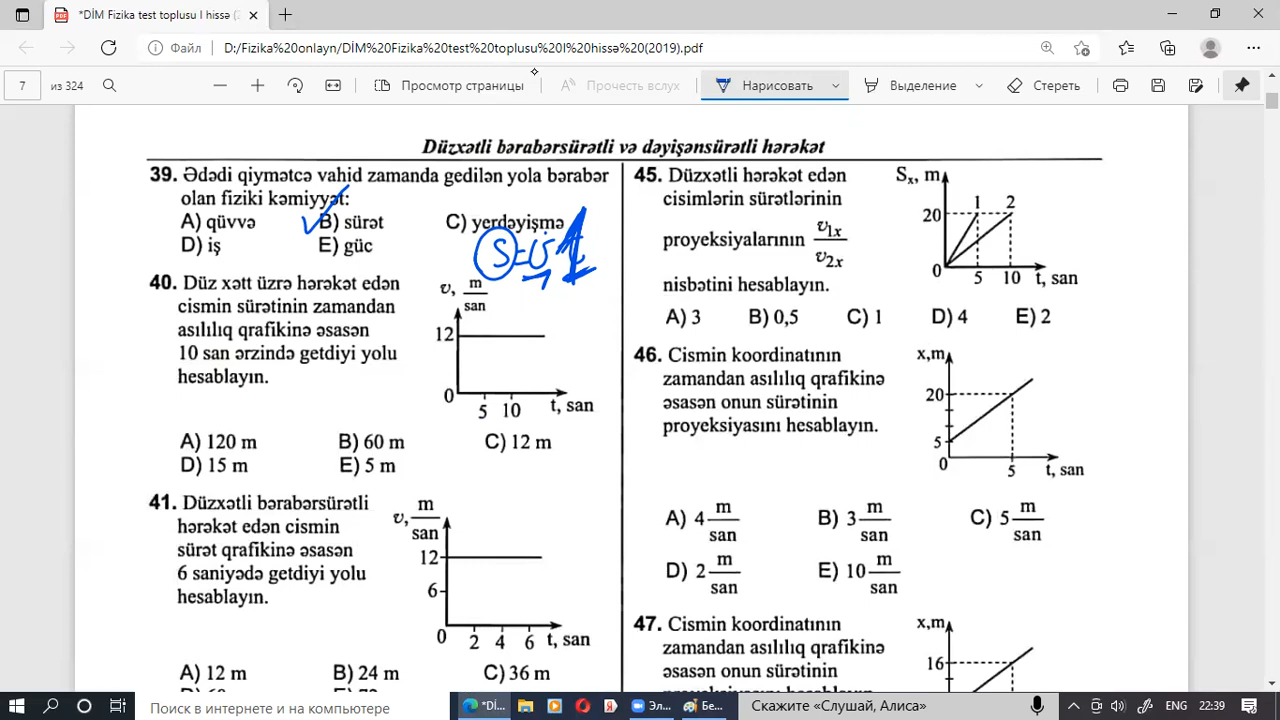 *DİM Fizika test toplusu I hissə (
Файл D:/Fizika%20onlayn/DİM%20Fizika%20test%20toplusu%20I%20hissə%20(2019).pdf
7 из 324 Просмотр страницы Прочесть вслух Нарисовать Выделение Стереть
Düzxətli bərabərsürətli və dəyişənsürətli hərəkət
39. Ədədi qiymətcə vahid zamanda gedilən yola bərabər
olan fiziki kəmiyyət:
A) qüvvə B) sürət C) yerdəyişmə
D) iş E) güc
S=υt
40. Düz xətt üzrə hərəkət edən
cismin sürətinin zamandan
asılılıq qrafikinə əsasən
10 san ərzində getdiyi yolu
hesablayın.
υ, m/san
12
0
5 10 t, san
A) 120 m B) 60 m C) 12 m
D) 15 m E) 5 m
41. Düzxətli bərabərsürətli
hərəkət edən cismin
sürət qrafikinə əsasən
6 saniyədə getdiyi yolu
hesablayın.
υ, m/san
12
6
0 2 4 6 t, san
A) 12 m B) 24 m C) 36 m
45. Düzxətli hərəkət edən
cisimlərin sürətlərinin
proyeksiyalarının υ1x/υ2x
nisbətini hesablayın.
Sx, m
1 2
20
0 5 10 t, san
A) 3 B) 0,5 C) 1 D) 4 E) 2
46. Cismin koordinatının
zamandan asılılıq qrafikinə
əsasən onun sürətinin
proyeksiyasını hesablayın.
x,m
20
5
0 5 t, san
A) 4 m/san B) 3 m/san C) 5 m/san
D) 2 m/san E) 10 m/san
47. Cismin koordinatının
zamandan asılılıq qrafikinə
əsasən onun sürətinin
x,m
16
Поиск в интернете и на компьютере *Dİ... Эл... Бе... Скажите «Слушай, Алиса» ENG 22:39